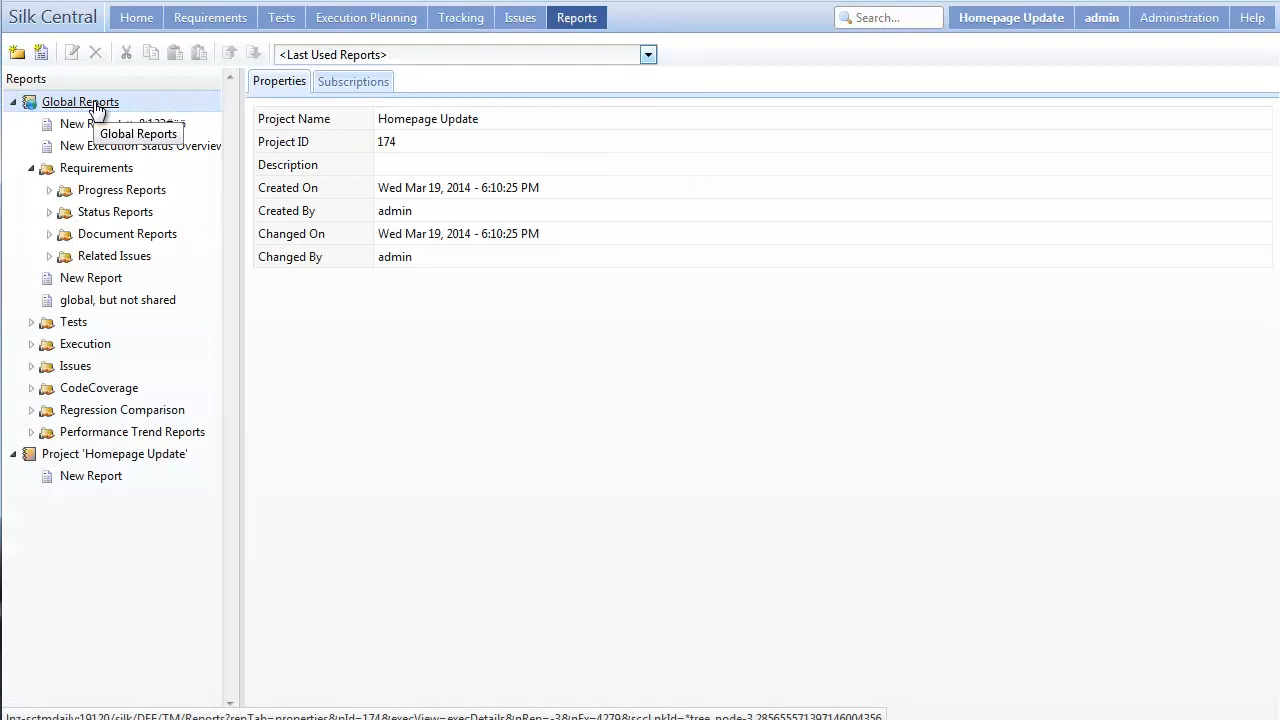 Silk Central Home Requirements Tests Execution Planning Tracking Issues Reports Search... Homepage Update admin Administration Help
<Last Used Reports>
Reports
Properties Subscriptions
Global Reports
New
Global Reports
New Execution Status Overview
Requirements
Progress Reports
Status Reports
Document Reports
Related Issues
New Report
global, but not shared
Tests
Execution
Issues
CodeCoverage
Regression Comparison
Performance Trend Reports
Project 'Homepage Update'
New Report
Project Name Homepage Update
Project ID 174
Description
Created On Wed Mar 19, 2014 - 6:10:25 PM
Created By admin
Changed On Wed Mar 19, 2014 - 6:10:25 PM
Changed By admin